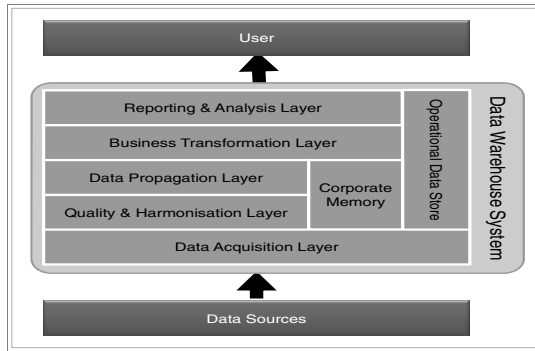 User
Reporting & Analysis Layer
Business Transformation Layer
Data Propagation Layer
Quality & Harmonisation Layer
Corporate
Memory
Operational Data Store
Data Acquisition Layer
Data Warehouse System
Data Sources